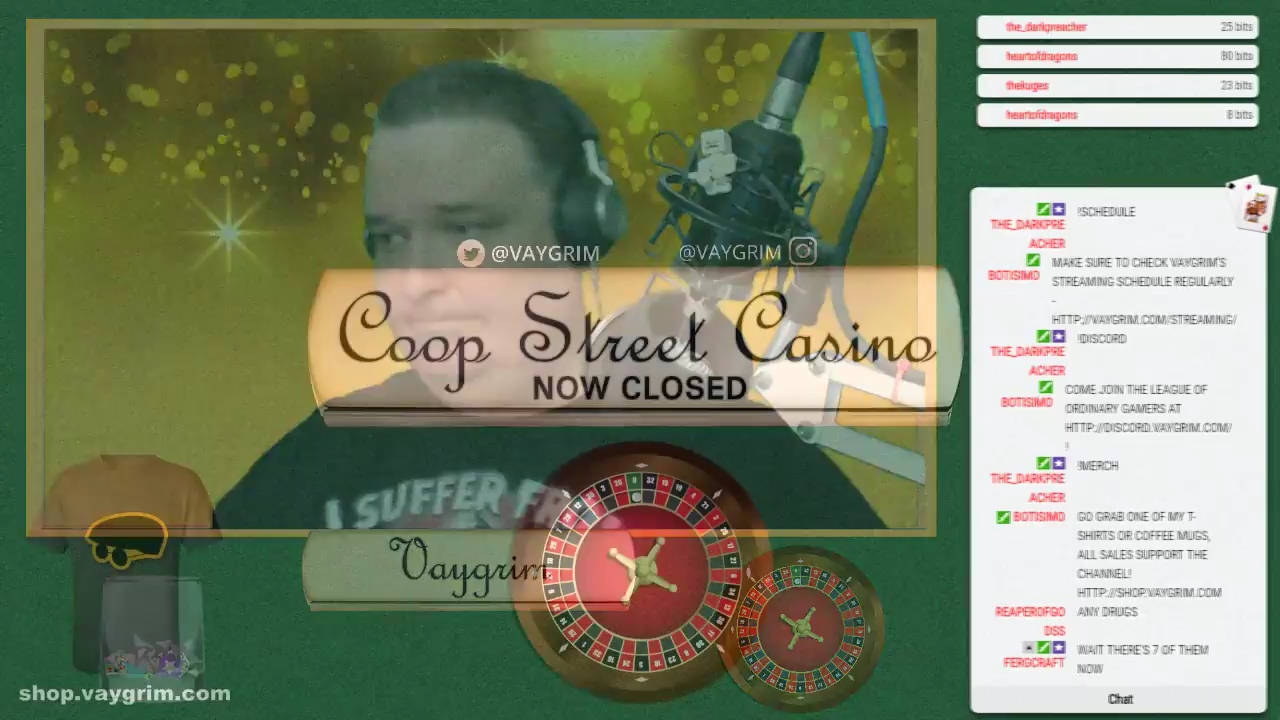 the_darkpreacher 25 bits
heartofdragons 80 bits
thekuges 23 bits
heartofdragons 8 bits
@VAYGRIM @VAYGRIM
Coop Street Casino
NOW CLOSED
Vaygrim
shop.vaygrim.com
THE_DARKPRE
ACHER
!SCHEDULE
BOTISIMO
MAKE SURE TO CHECK VAYGRIM'S
STREAMING SCHEDULE REGULARLY
-
HTTP://VAYGRIM.COM/STREAMING/
THE_DARKPRE
ACHER
!DISCORD
BOTISIMO
COME JOIN THE LEAGUE OF
ORDINARY GAMERS AT
HTTP://DISCORD.VAYGRIM.COM/
!
THE_DARKPRE
ACHER
!MERCH
BOTISIMO
GO GRAB ONE OF MY T-
SHIRTS OR COFFEE MUGS,
ALL SALES SUPPORT THE
CHANNEL!
HTTP://SHOP.VAYGRIM.COM
REAPEROFGO
DSS
ANY DRUGS
FERGCRAFT
WAIT THERE'S 7 OF THEM
NOW
Chat